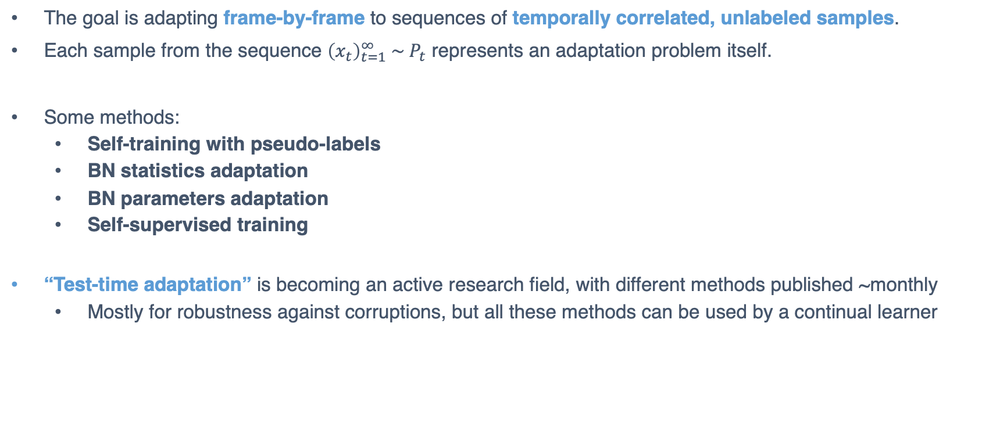 • The goal is adapting frame-by-frame to sequences of temporally correlated, unlabeled samples.
• Each sample from the sequence $(x_t)_{t=1}^{\infty} \sim P_t$ represents an adaptation problem itself.
• Some methods:
• Self-training with pseudo-labels
• BN statistics adaptation
• BN parameters adaptation
• Self-supervised training
• “Test-time adaptation” is becoming an active research field, with different methods published ~monthly
• Mostly for robustness against corruptions, but all these methods can be used by a continual learner